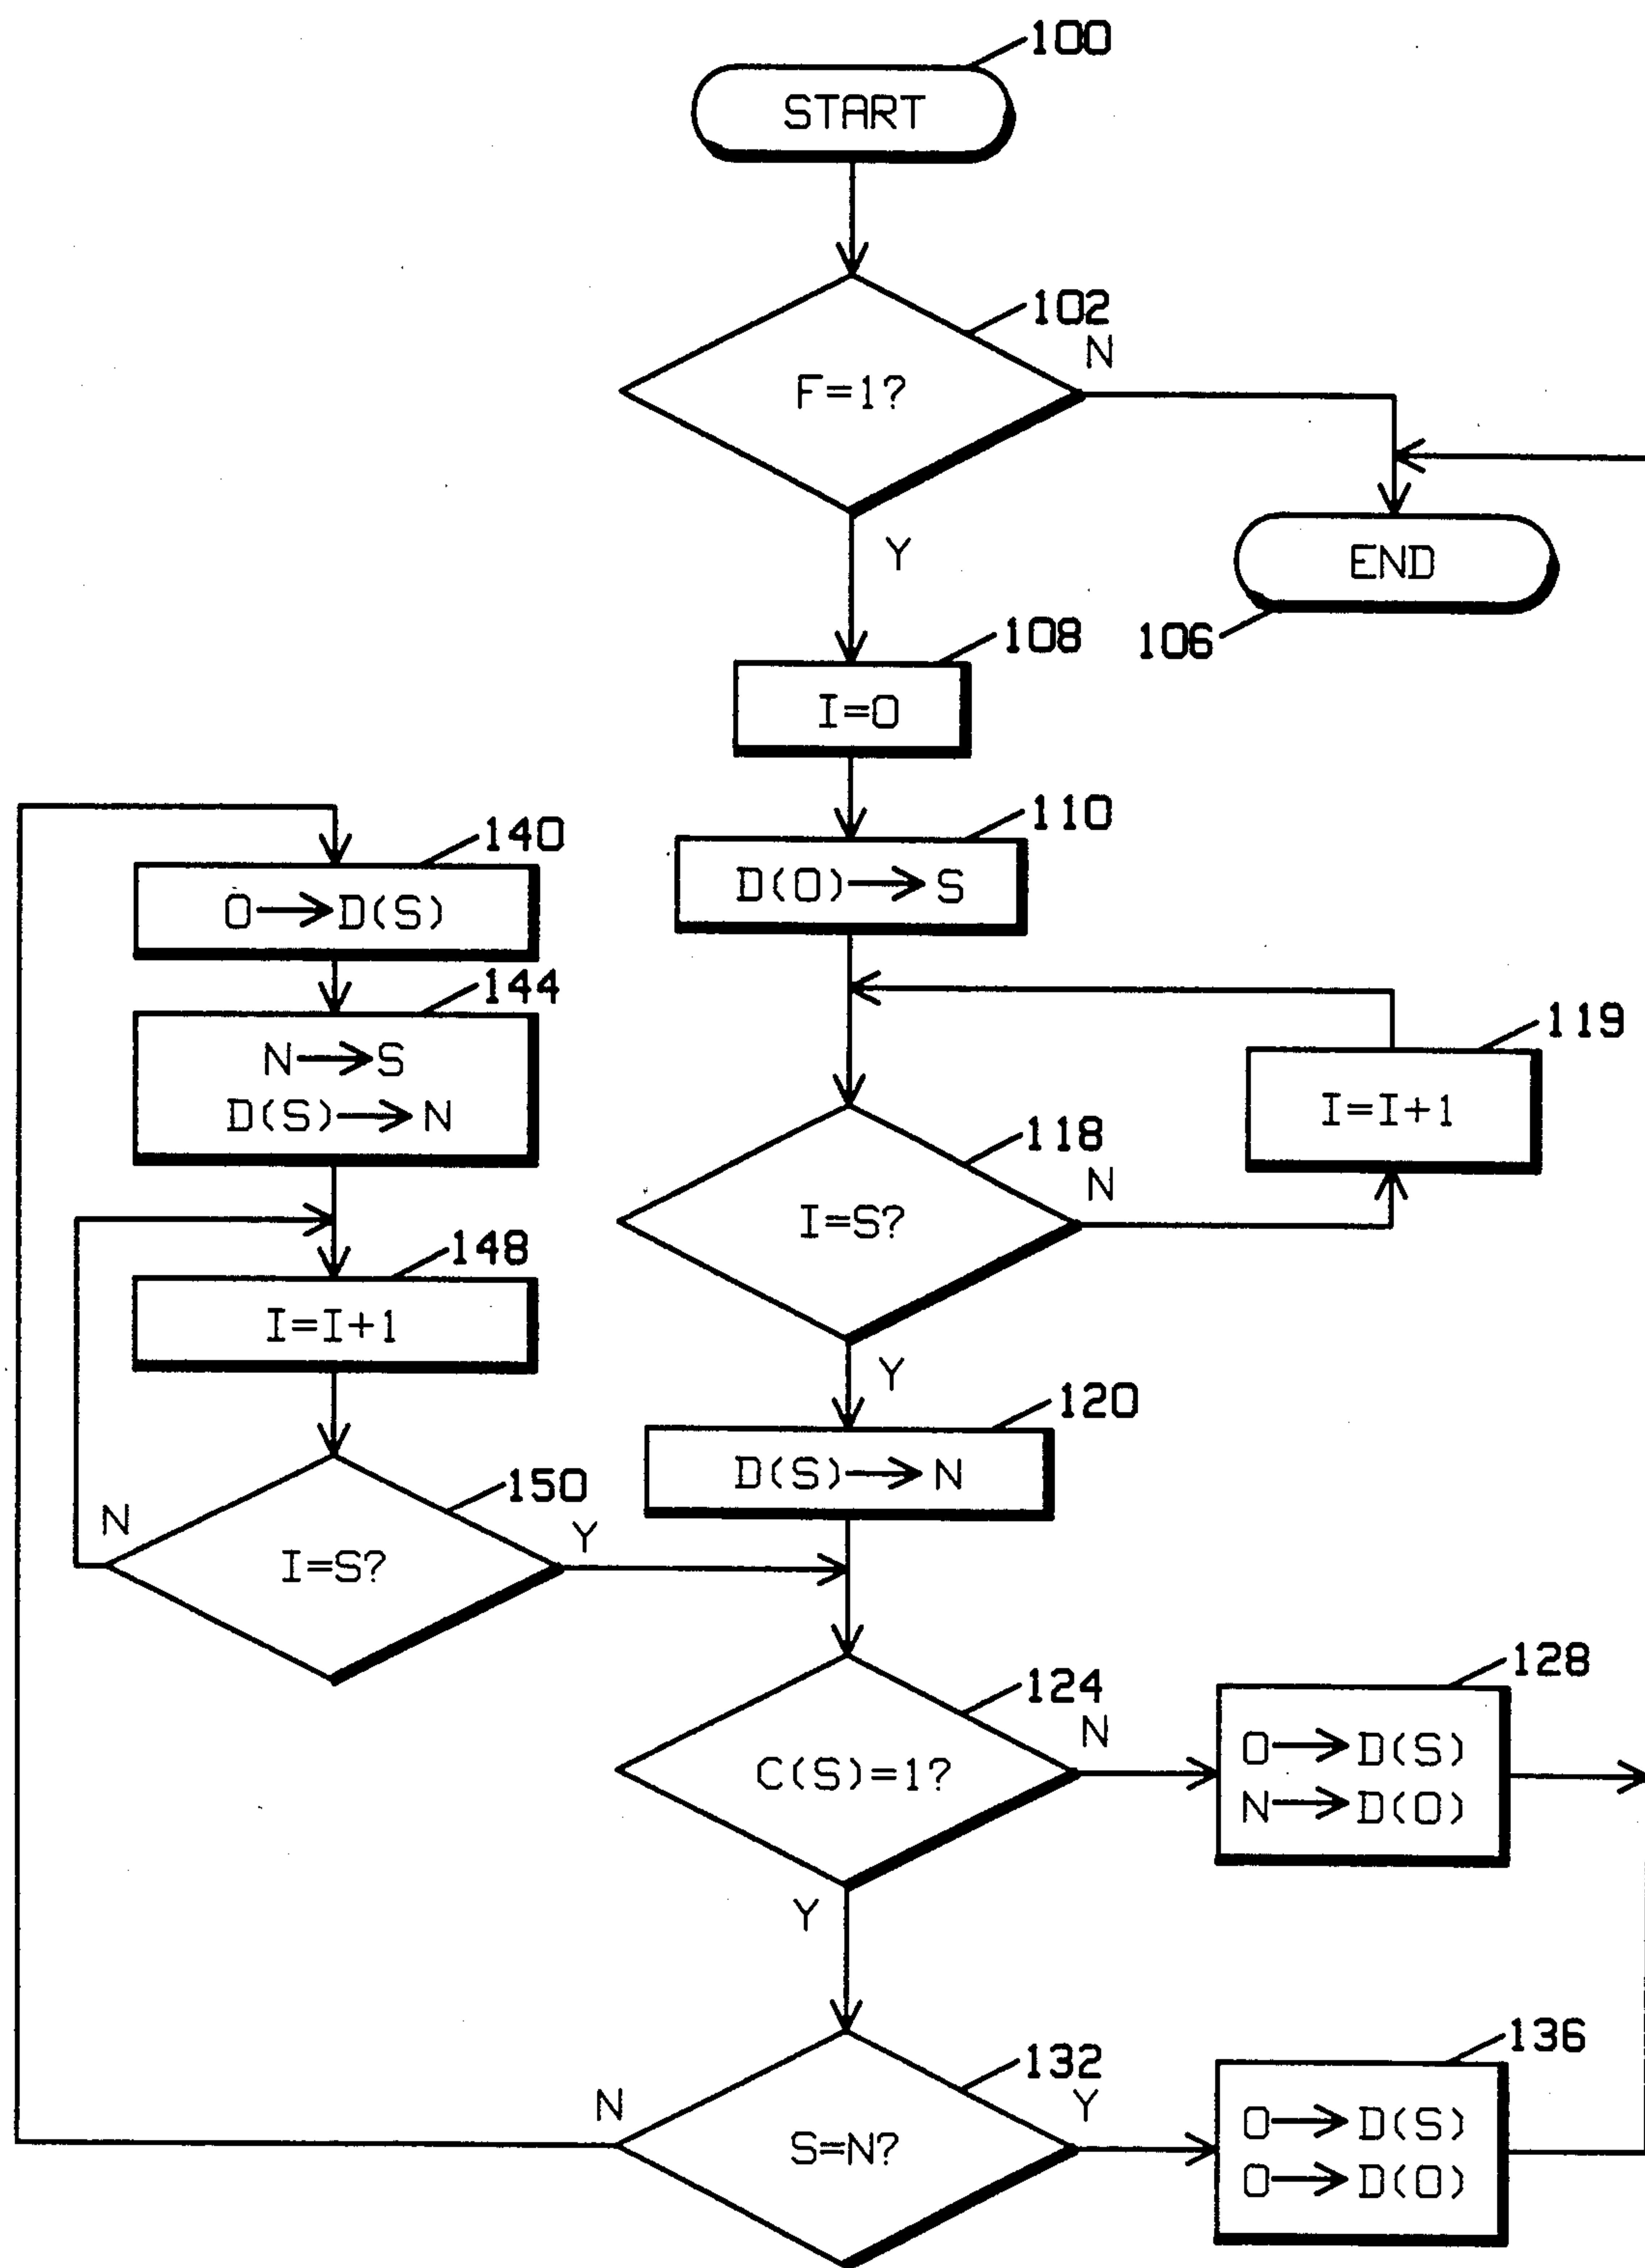 100
START
102
N
F=1?
Y
END
106
108
I=0
110
D(0)→S
140
0→D(S)
144
N→S
D(S)→N
119
I=I+1
118
N
I=S?
Y
148
I=I+1
120
D(S)→N
150
N
Y
I=S?
124
N
C(S)=1?
Y
128
0→D(S)
N→D(0)
132
N
Y
S=N?
136
0→D(S)
0→D(0)